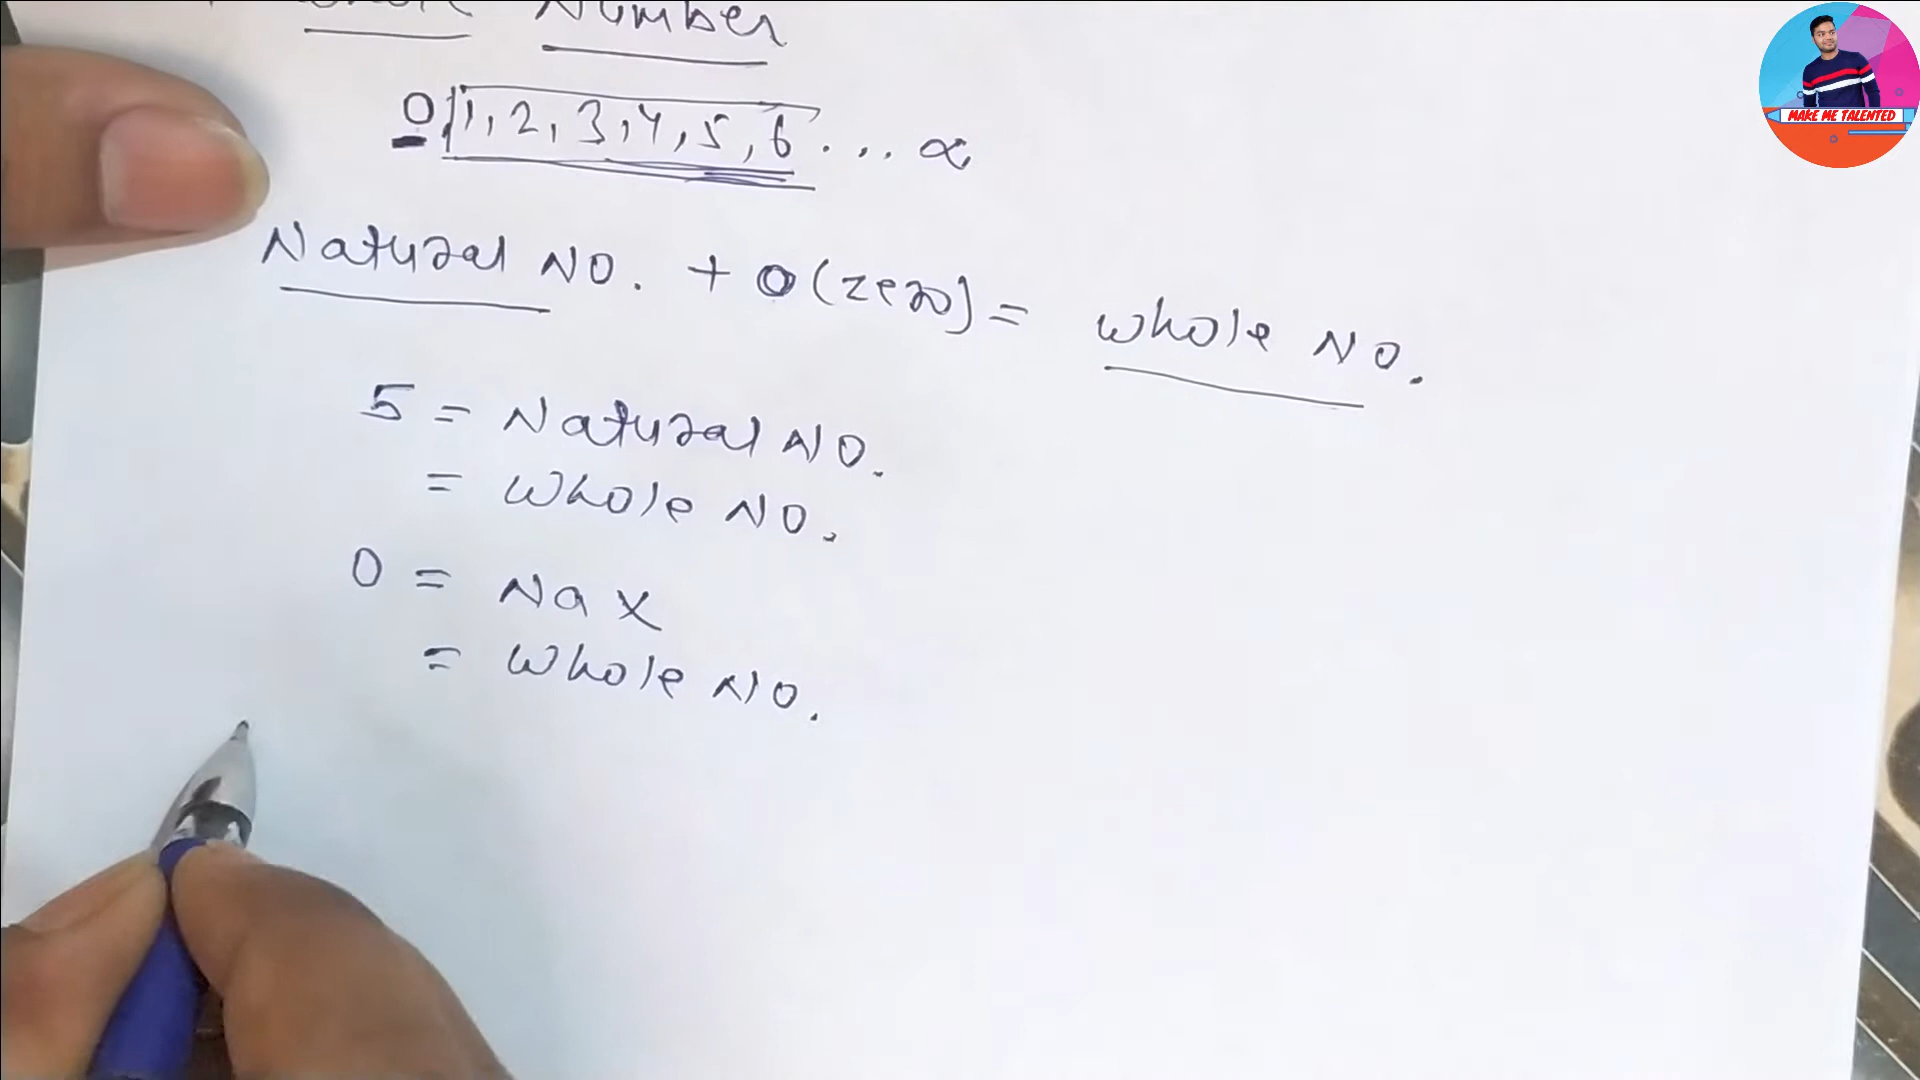 Number
0, 1, 2, 3, 4, 5, 6 . . . ∝
Natural NO. + 0 (zero) = whole NO.
5 = Natural NO.
= Whole NO.
0 = Na X
= Whole NO.
MAKE ME TALENTED